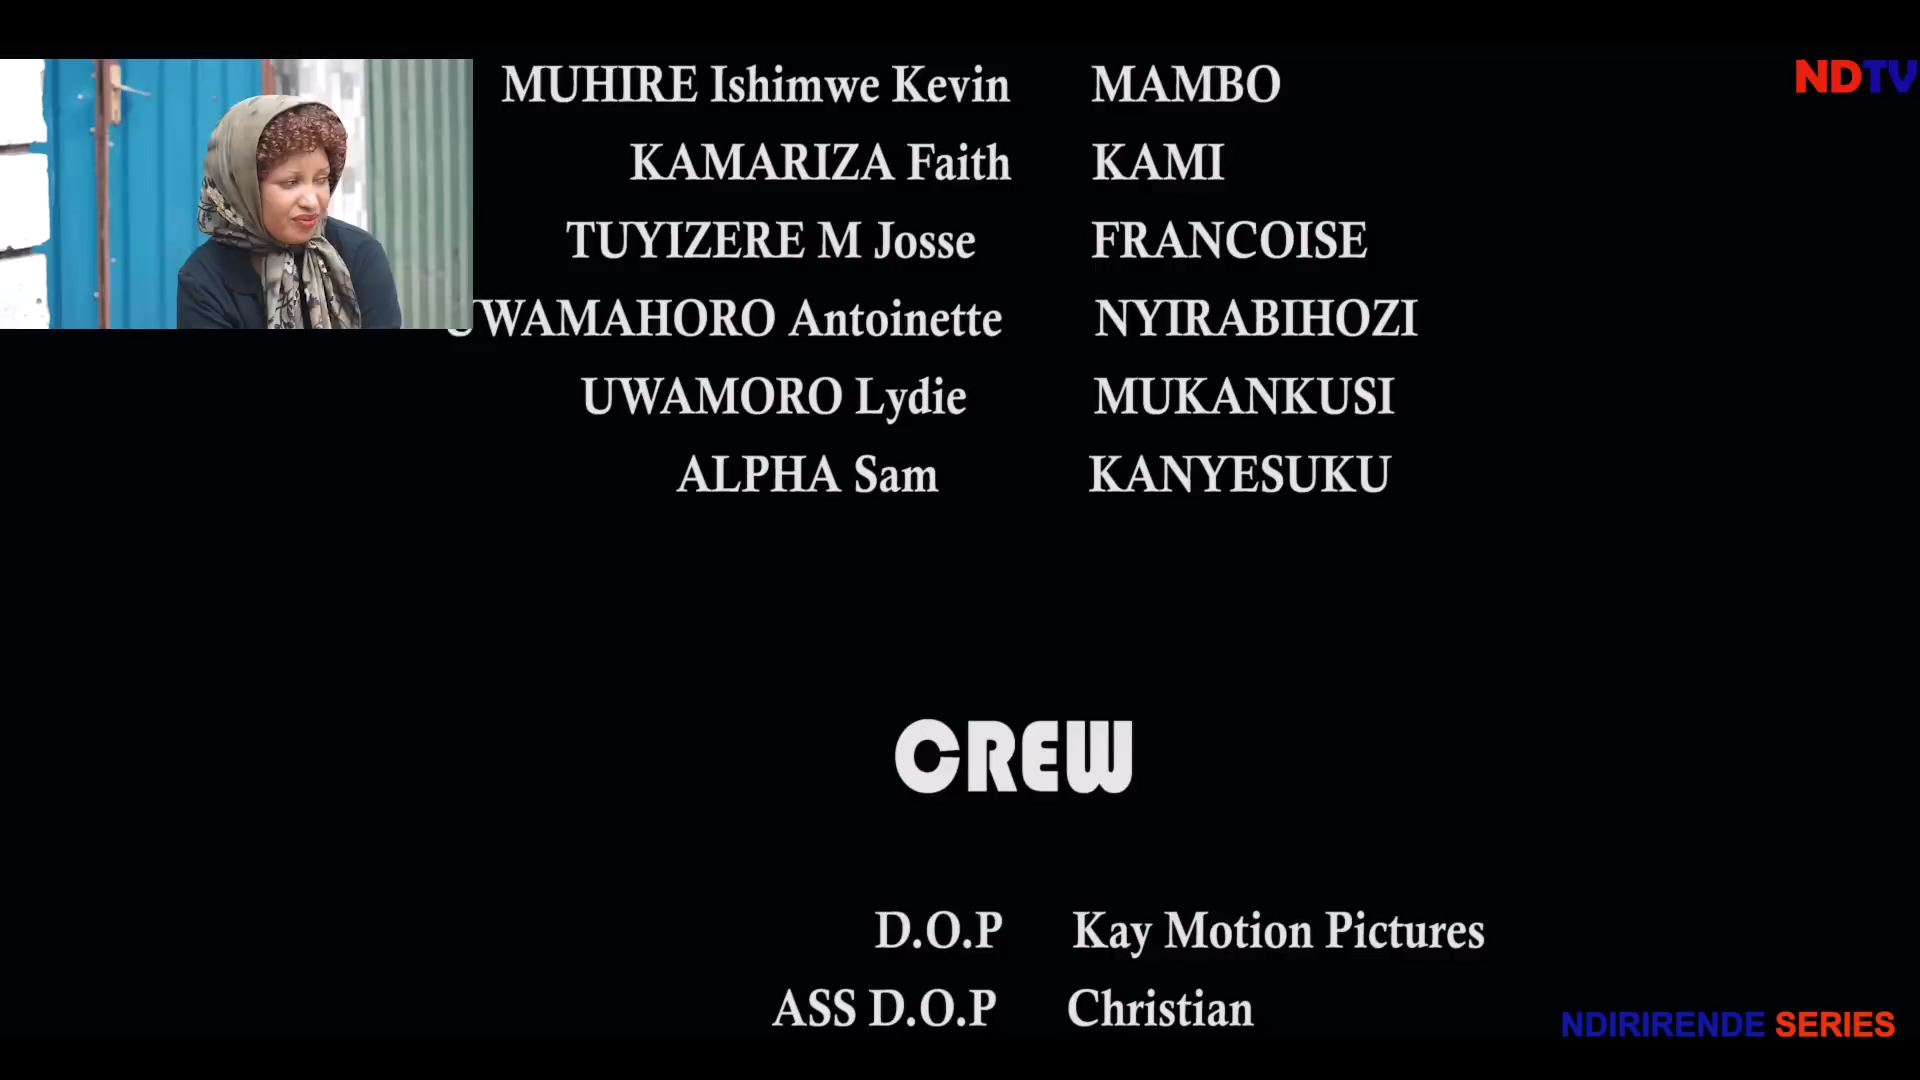 NDTV
MUHIRE Ishimwe Kevin MAMBO
KAMARIZA Faith KAMI
TUYIZERE M Josse FRANCOISE
UWAMAHORO Antoinette NYIRABIHOZI
UWAMORO Lydie MUKANKUSI
ALPHA Sam KANYESUKU
CREW
D.O.P Kay Motion Pictures
ASS D.O.P Christian
NDIRIRENDE SERIES